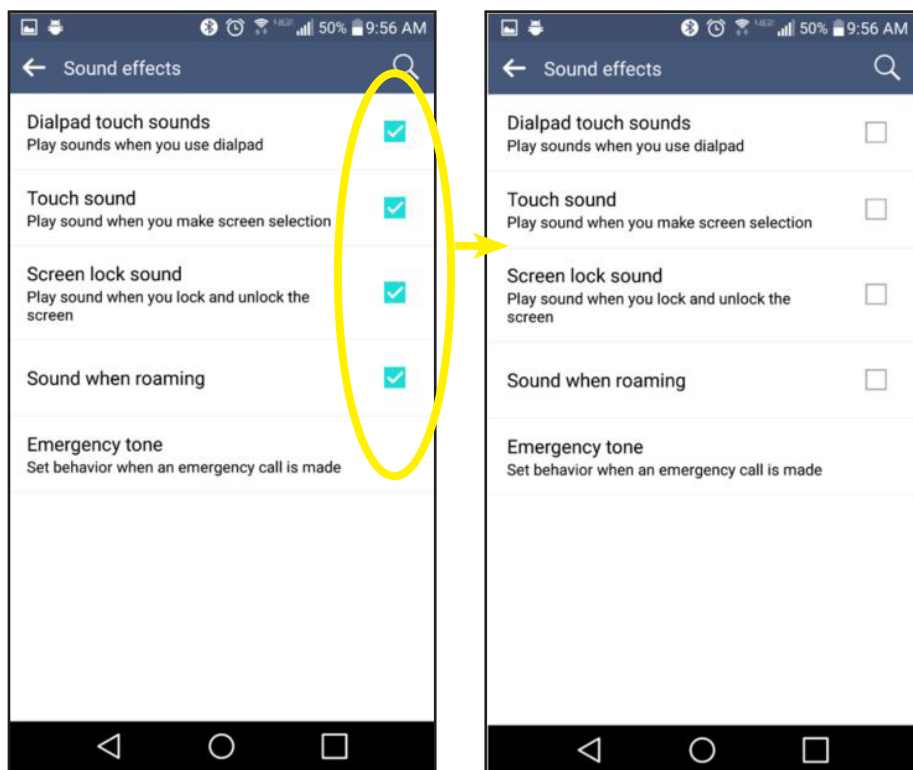 50% 9:56 AM
Sound effects
Dialpad touch sounds
Play sounds when you use dialpad
Touch sound
Play sound when you make screen selection
Screen lock sound
Play sound when you lock and unlock the
screen
Sound when roaming
Emergency tone
Set behavior when an emergency call is made
50% 9:56 AM
Sound effects
Dialpad touch sounds
Play sounds when you use dialpad
Touch sound
Play sound when you make screen selection
Screen lock sound
Play sound when you lock and unlock the
screen
Sound when roaming
Emergency tone
Set behavior when an emergency call is made